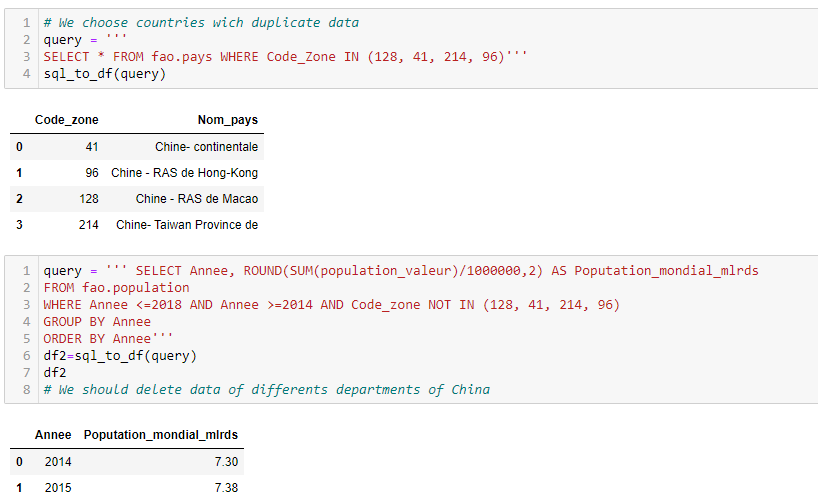 1 # We choose countries wich duplicate data
2 query = '''
3 SELECT * FROM fao.pays WHERE Code_Zone IN (128, 41, 214, 96)'''
4 sql_to_df(query)
Code_zone Nom_pays
0 41 Chine- continentale
1 96 Chine - RAS de Hong-Kong
2 128 Chine - RAS de Macao
3 214 Chine- Taiwan Province de
1 query = ''' SELECT Annee, ROUND(SUM(population_valeur)/1000000,2) AS Poputation_mondial_mlrds
2 FROM fao.population
3 WHERE Annee <=2018 AND Annee >=2014 AND Code_zone NOT IN (128, 41, 214, 96)
4 GROUP BY Annee
5 ORDER BY Annee'''
6 df2=sql_to_df(query)
7 df2
8 # We should delete data of differents departments of China
Annee Poputation_mondial_mlrds
0 2014 7.30
1 2015 7.38